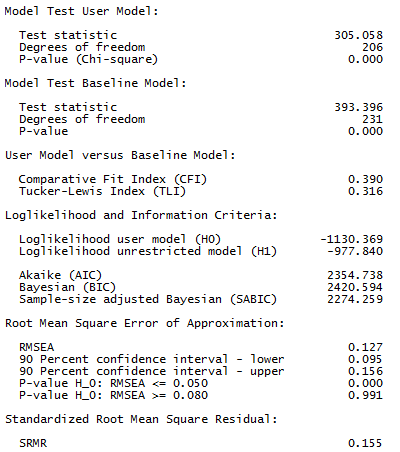 Model Test User Model:
Test statistic 305.058
Degrees of freedom 206
P-value (Chi-square) 0.000
Model Test Baseline Model:
Test statistic 393.396
Degrees of freedom 231
P-value 0.000
User Model versus Baseline Model:
Comparative Fit Index (CFI) 0.390
Tucker-Lewis Index (TLI) 0.316
Loglikelihood and Information Criteria:
Loglikelihood user model (H0) -1130.369
Loglikelihood unrestricted model (H1) -977.840
Akaike (AIC) 2354.738
Bayesian (BIC) 2420.594
Sample-size adjusted Bayesian (SABIC) 2274.259
Root Mean Square Error of Approximation:
RMSEA 0.127
90 Percent confidence interval - lower 0.095
90 Percent confidence interval - upper 0.156
P-value H_0: RMSEA <= 0.050 0.000
P-value H_0: RMSEA >= 0.080 0.991
Standardized Root Mean Square Residual:
SRMR 0.155